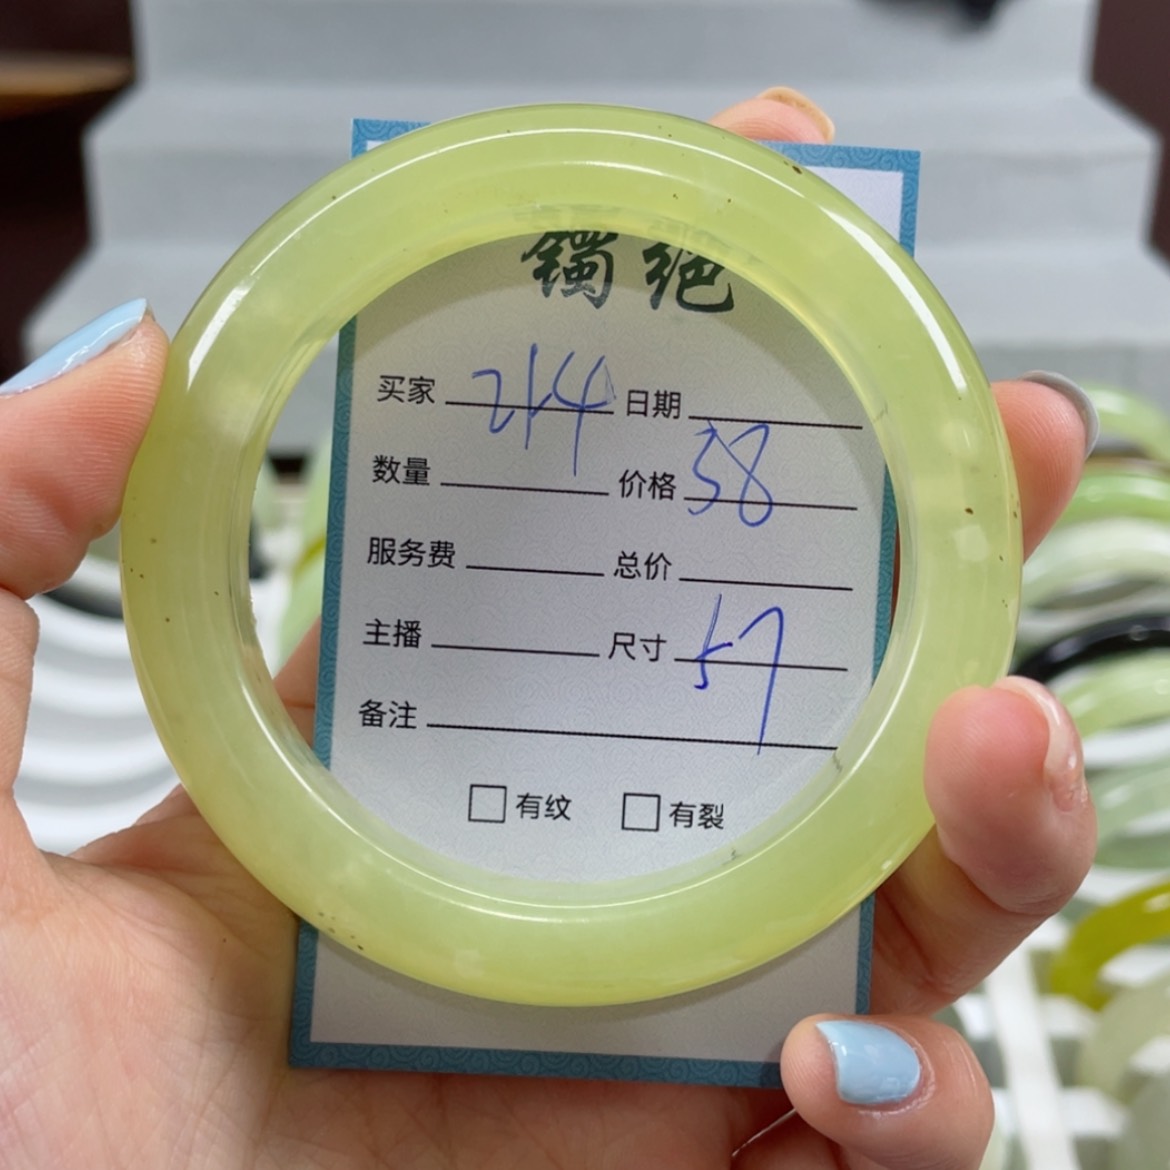 镯绝
买家 214 日期
数量 价格 38
服务费 总价
主播 尺寸 57
备注
□ 有纹 □ 有裂